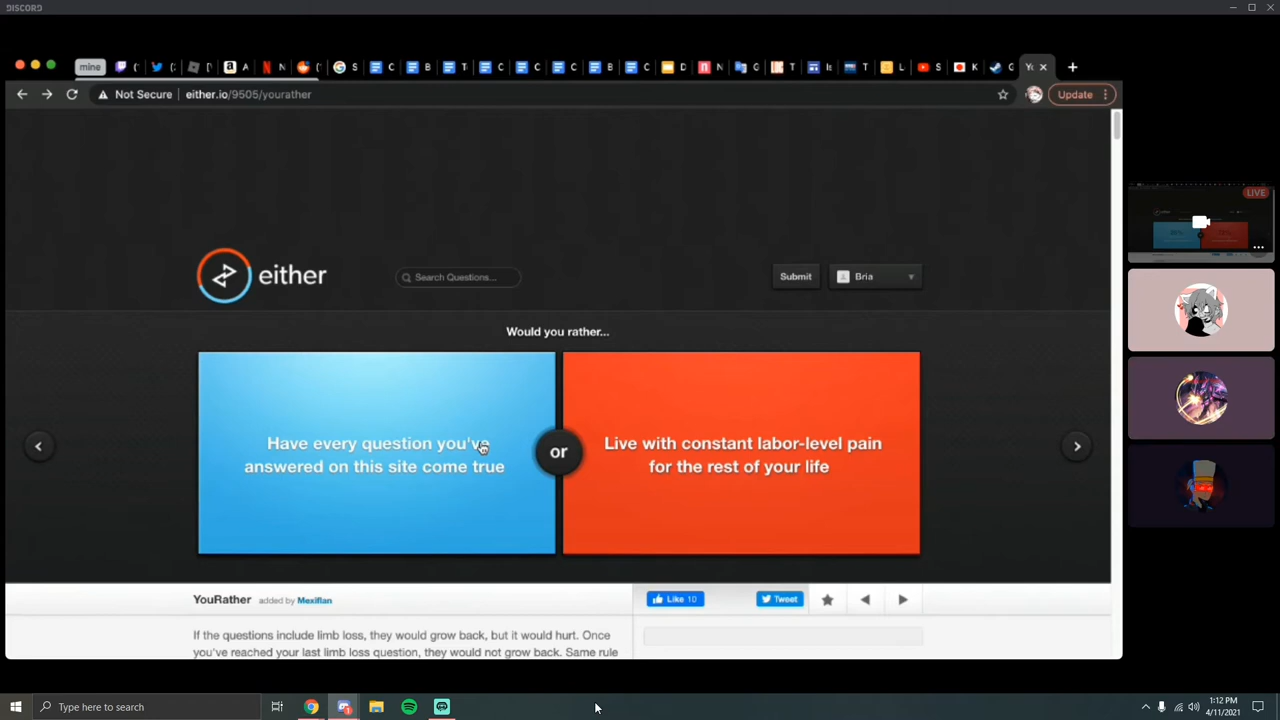 DISCORD
mine
Not Secure
either.io/9505/yourather
Update
LIVE
either
Search Questions...
Submit
Bria
Would you rather...
Have every question you've
answered on this site come true
or
Live with constant labor-level pain
for the rest of your life
YouRather added by Mexiflan
Like 10
Tweet
If the questions include limb loss, they would grow back, but it would hurt. Once
you've reached your last limb loss question, they would not grow back. Same rule
Type here to search
1:12 PM
4/11/2021